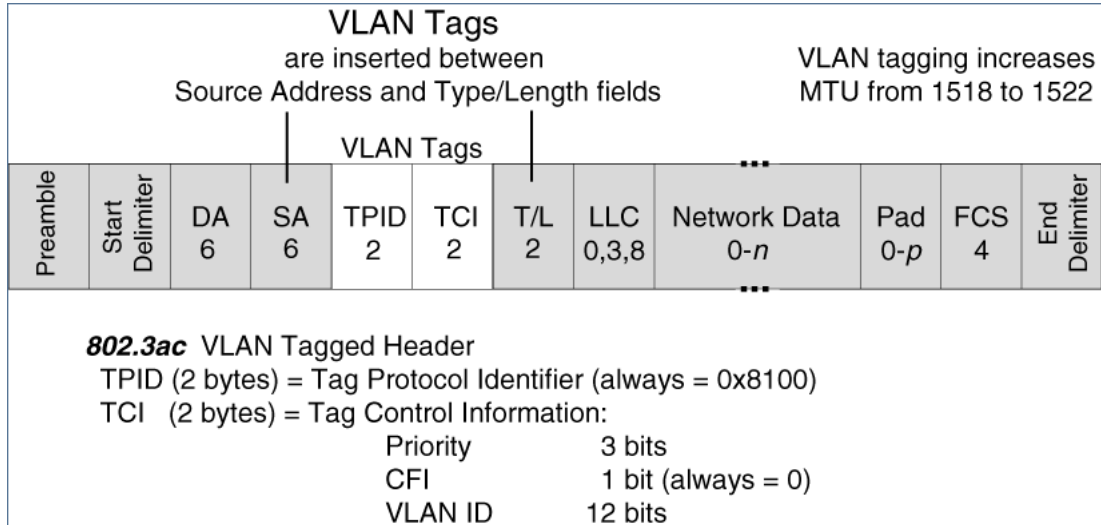 VLAN Tags
are inserted between
Source Address and Type/Length fields
VLAN tagging increases
MTU from 1518 to 1522
VLAN Tags
Preamble
Start
Delimiter
DA
6
SA
6
TPID
2
TCI
2
T/L
2
LLC
0,3,8
Network Data
0-n
Pad
0-p
FCS
4
End
Delimiter
802.3ac VLAN Tagged Header
TPID (2 bytes) = Tag Protocol Identifier (always = 0x8100)
TCI (2 bytes) = Tag Control Information:
Priority 3 bits
CFI 1 bit (always = 0)
VLAN ID 12 bits